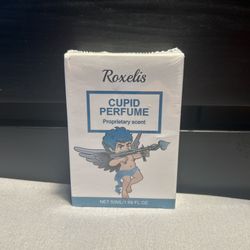 Roxelis
CUPID
PERFUME
Proprietary scent
NET 50ML/1.69 FL.OZ